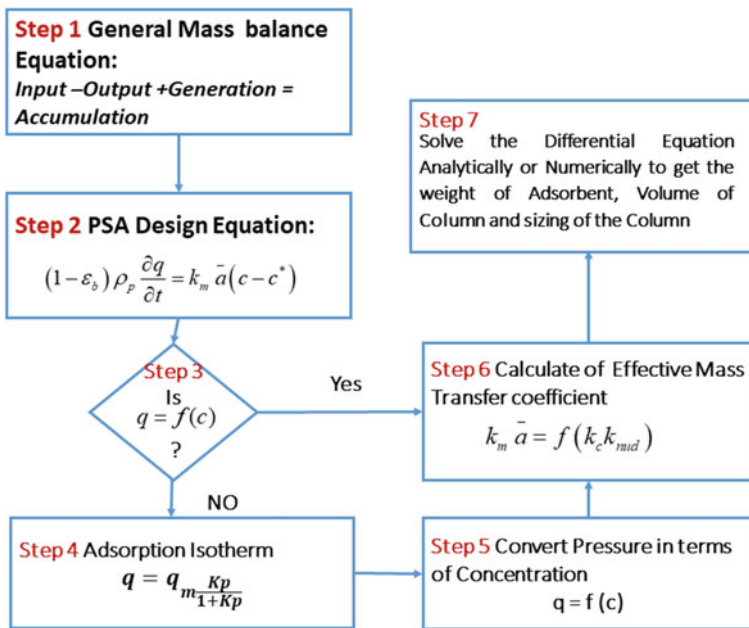 Step 1 General Mass balance
Equation:
Input –Output +Generation =
Accumulation
Step 2 PSA Design Equation:
(1-ε_b) ρ_p ∂q/∂t = k_m a̅(c-c*)
Step 3
Is
q = f(c)
?
Yes
NO
Step 4 Adsorption Isotherm
q = q_m Kp/1+Kp
Step 5 Convert Pressure in terms
of Concentration
q = f (c)
Step 6 Calculate of Effective Mass
Transfer coefficient
k_m a̅ = f(k_c k_nud)
Step 7
Solve the Differential Equation
Analytically or Numerically to get the
weight of Adsorbent, Volume of
Column and sizing of the Column